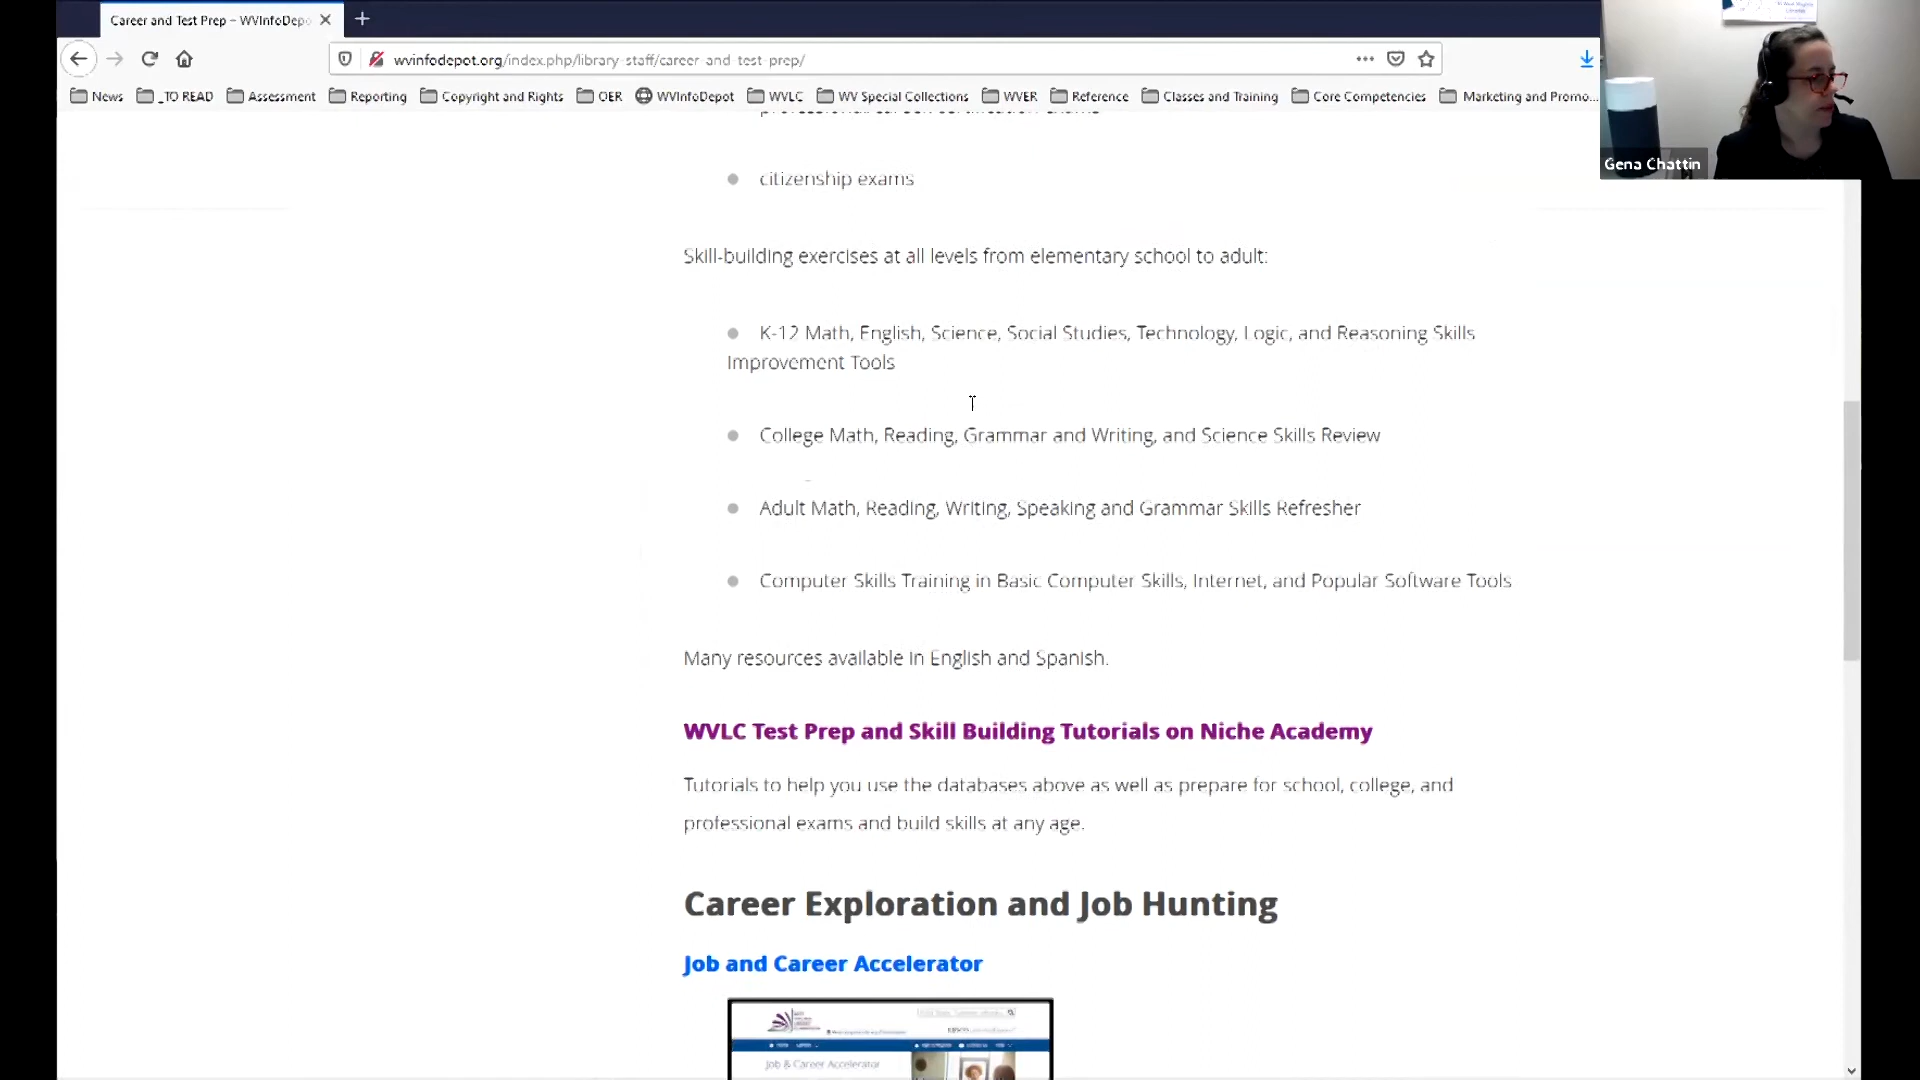 Career and Test Prep – WVInfoDepo
wvinfodepot.org/index.php/library-staff/career-and-test-prep/
News
_TO READ
Assessment
Reporting
Copyright and Rights
OER
WVInfoDepot
WVLC
WV Special Collections
WVER
Reference
Classes and Training
Core Competencies
Marketing and Promo...
Gena Chattin
citizenship exams
Skill-building exercises at all levels from elementary school to adult:
K-12 Math, English, Science, Social Studies, Technology, Logic, and Reasoning Skills
Improvement Tools
College Math, Reading, Grammar and Writing, and Science Skills Review
Adult Math, Reading, Writing, Speaking and Grammar Skills Refresher
Computer Skills Training in Basic Computer Skills, Internet, and Popular Software Tools
Many resources available in English and Spanish.
WVLC Test Prep and Skill Building Tutorials on Niche Academy
Tutorials to help you use the databases above as well as prepare for school, college, and
professional exams and build skills at any age.
Career Exploration and Job Hunting
Job and Career Accelerator
Job & Career Accelerator